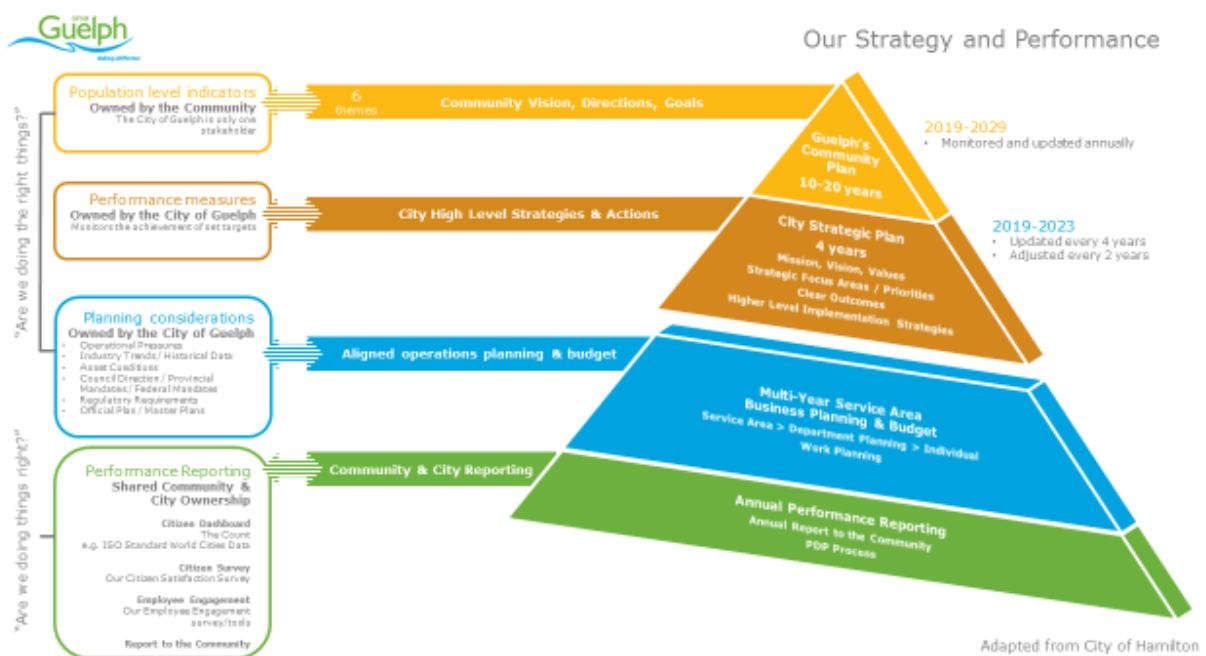 one
Guelph
Making difference
Our Strategy and Performance
"Are we doing the right things?"
Population level indicators
Owned by the Community
The City of Guelph is only one
stakeholder
6
themes
Community Vision, Directions, Goals
Guelph's
Community
Plan
10-20 years
2019-2029
• Monitored and updated annually
Performance measures
Owned by the City of Guelph
Monitors the achievement of set targets
City High Level Strategies & Actions
City Strategic Plan
4 years
Mission, Vision, Values
Strategic Focus Areas / Priorities
Clear Outcomes
Higher Level Implementation Strategies
2019-2023
• Updated every 4 years
• Adjusted every 2 years
Planning considerations
Owned by the City of Guelph
• Operational Pressures
• Industry Trends/ Historical Data
• Asset Conditions
• Council Direction / Provincial
Mandates/ Federal Mandates
• Regulatory Requirements
• Official Plan / Master Plans
Aligned operations planning & budget
Multi-Year Service Area
Business Planning & Budget
Service Area > Department Planning > Individual
Work Planning
"Are we doing things right?"
Performance Reporting
Shared Community &
City Ownership
Citizen Dashboard
The Count
e.g. ISO Standard World Cities Data
Citizen Survey
Our Citizen Satisfaction Survey
Employee Engagement
Our Employee Engagement
survey/tools
Report to the Community
Community & City Reporting
Annual Performance Reporting
Annual Report to the Community
PDP Process
Adapted from City of Hamilton